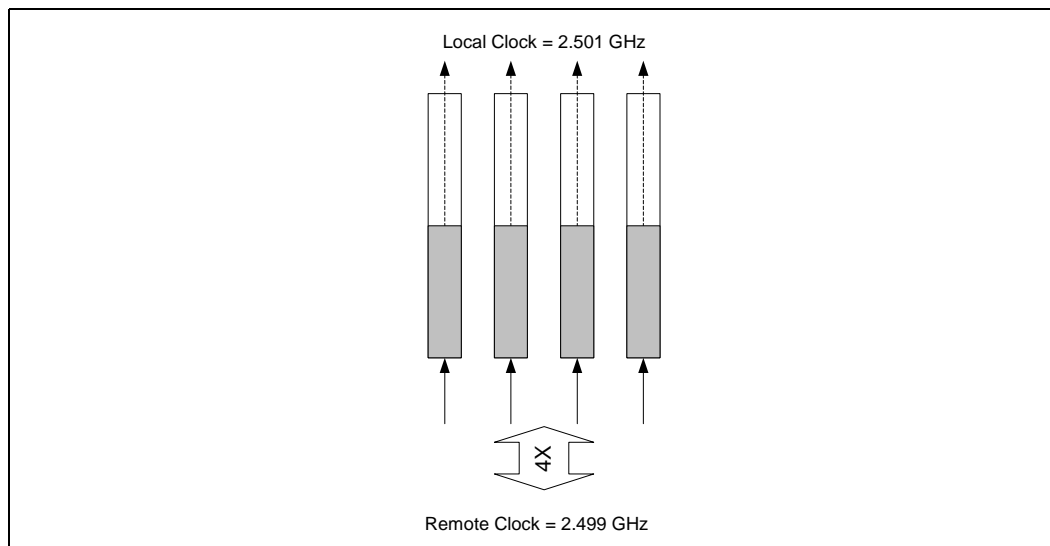 Local Clock = 2.501 GHz
4X
Remote Clock = 2.499 GHz